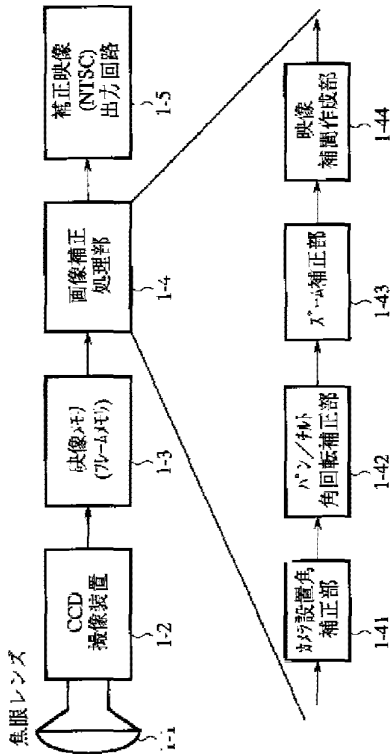 焦眼レンズ
1-1
CCD
撮像装置
1-2
映像メモリ
(フレームメモリ)
1-3
画像補正
処理部
1-4
補正映像
(NTSC)
出力回路
1-5
カメラ設置角
補正部
1-41
パン／チルト
角回転補正部
1-42
ズーム補正部
1-43
映像
補間作成部
1-44